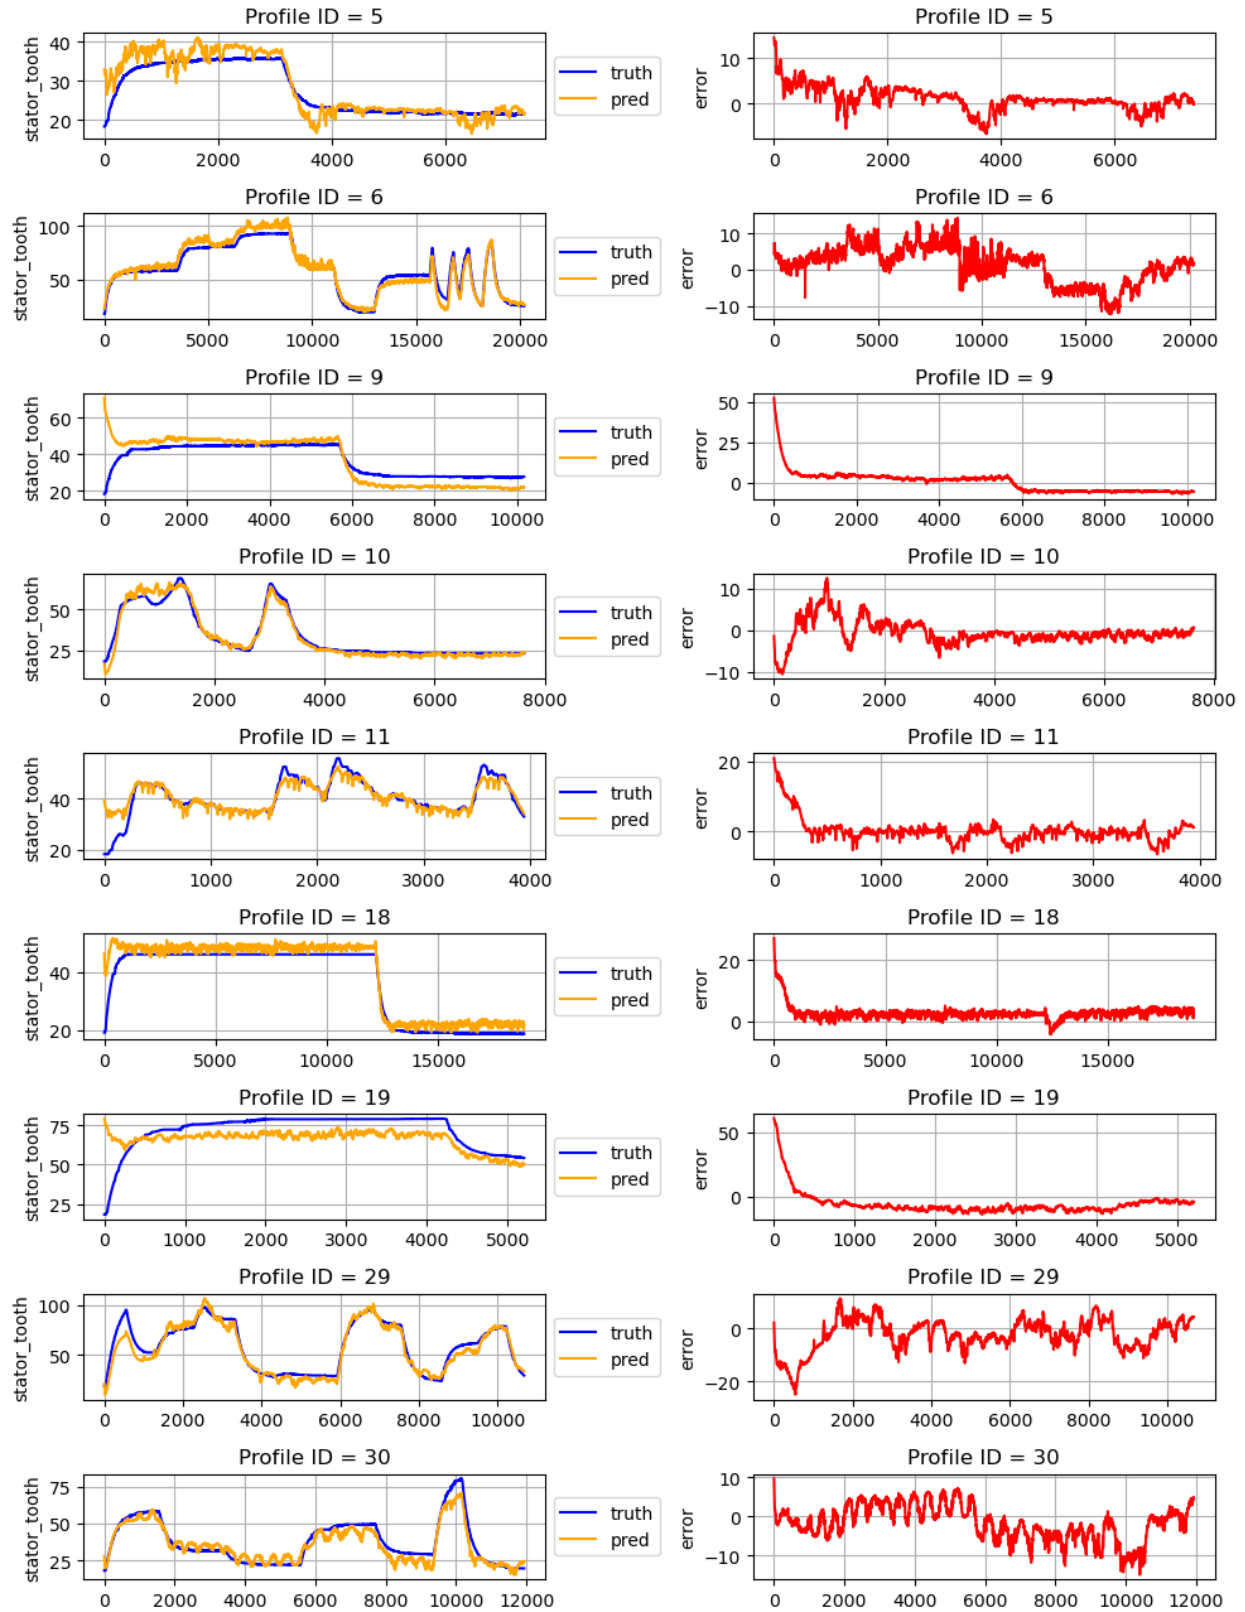 Profile ID = 5
stator_tooth
40
30
20
0 2000 4000 6000
truth
pred
Profile ID = 5
error
10
0
0 2000 4000 6000
Profile ID = 6
stator_tooth
100
50
0 5000 10000 15000 20000
truth
pred
Profile ID = 6
error
10
0
−10
0 5000 10000 15000 20000
Profile ID = 9
stator_tooth
60
40
20
0 2000 4000 6000 8000 10000
truth
pred
Profile ID = 9
error
50
25
0
0 2000 4000 6000 8000 10000
Profile ID = 10
stator_tooth
50
25
0 2000 4000 6000 8000
truth
pred
Profile ID = 10
error
10
0
−10
0 2000 4000 6000 8000
Profile ID = 11
stator_tooth
40
20
0 1000 2000 3000 4000
truth
pred
Profile ID = 11
error
20
0
0 1000 2000 3000 4000
Profile ID = 18
stator_tooth
40
20
0 5000 10000 15000
truth
pred
Profile ID = 18
error
20
0
0 5000 10000 15000
Profile ID = 19
stator_tooth
75
50
25
0 1000 2000 3000 4000 5000
truth
pred
Profile ID = 19
error
50
0
0 1000 2000 3000 4000 5000
Profile ID = 29
stator_tooth
100
50
0 2000 4000 6000 8000 10000
truth
pred
Profile ID = 29
error
0
−20
0 2000 4000 6000 8000 10000
Profile ID = 30
stator_tooth
75
50
25
0 2000 4000 6000 8000 10000 12000
truth
pred
Profile ID = 30
error
10
0
−10
0 2000 4000 6000 8000 10000 12000